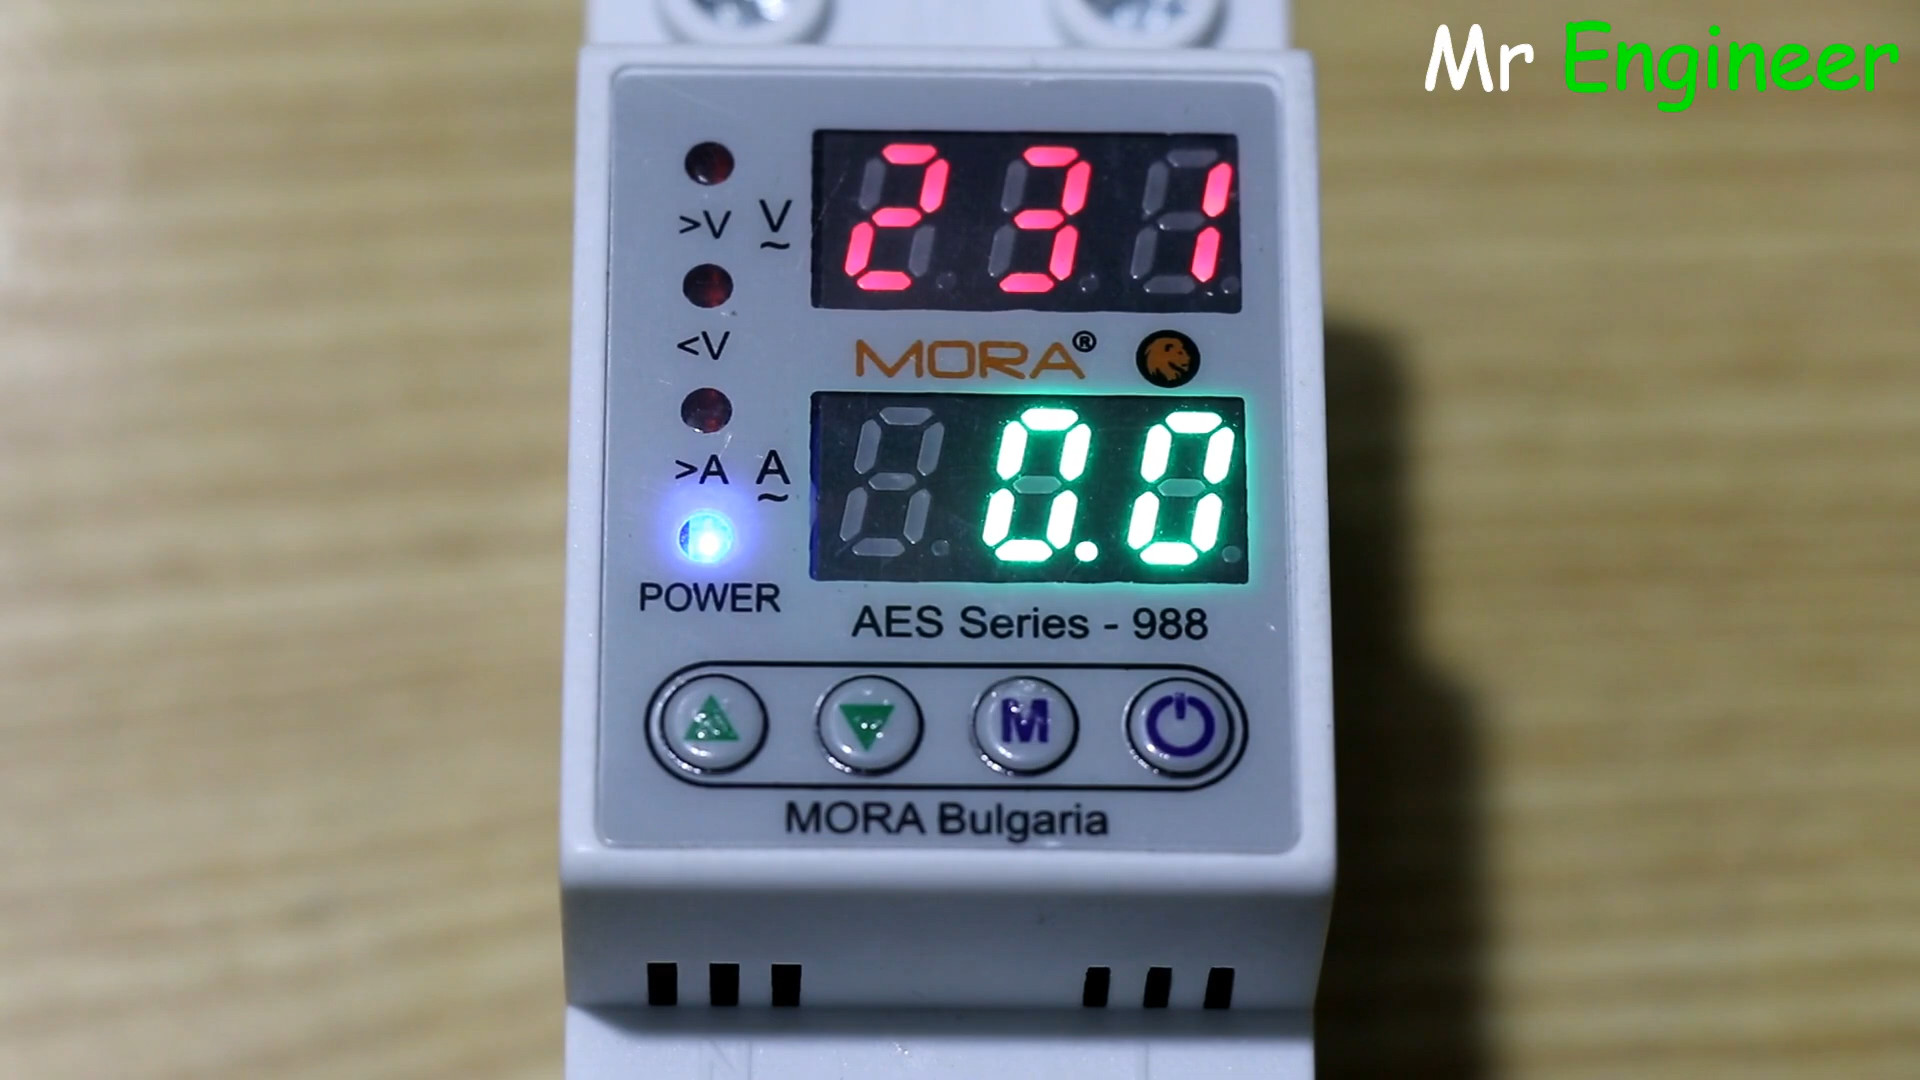 Mr Engineer
231
>V
V
~
<V
MORA®
>A
A
~
0.0
POWER
AES Series - 988
M
MORA Bulgaria